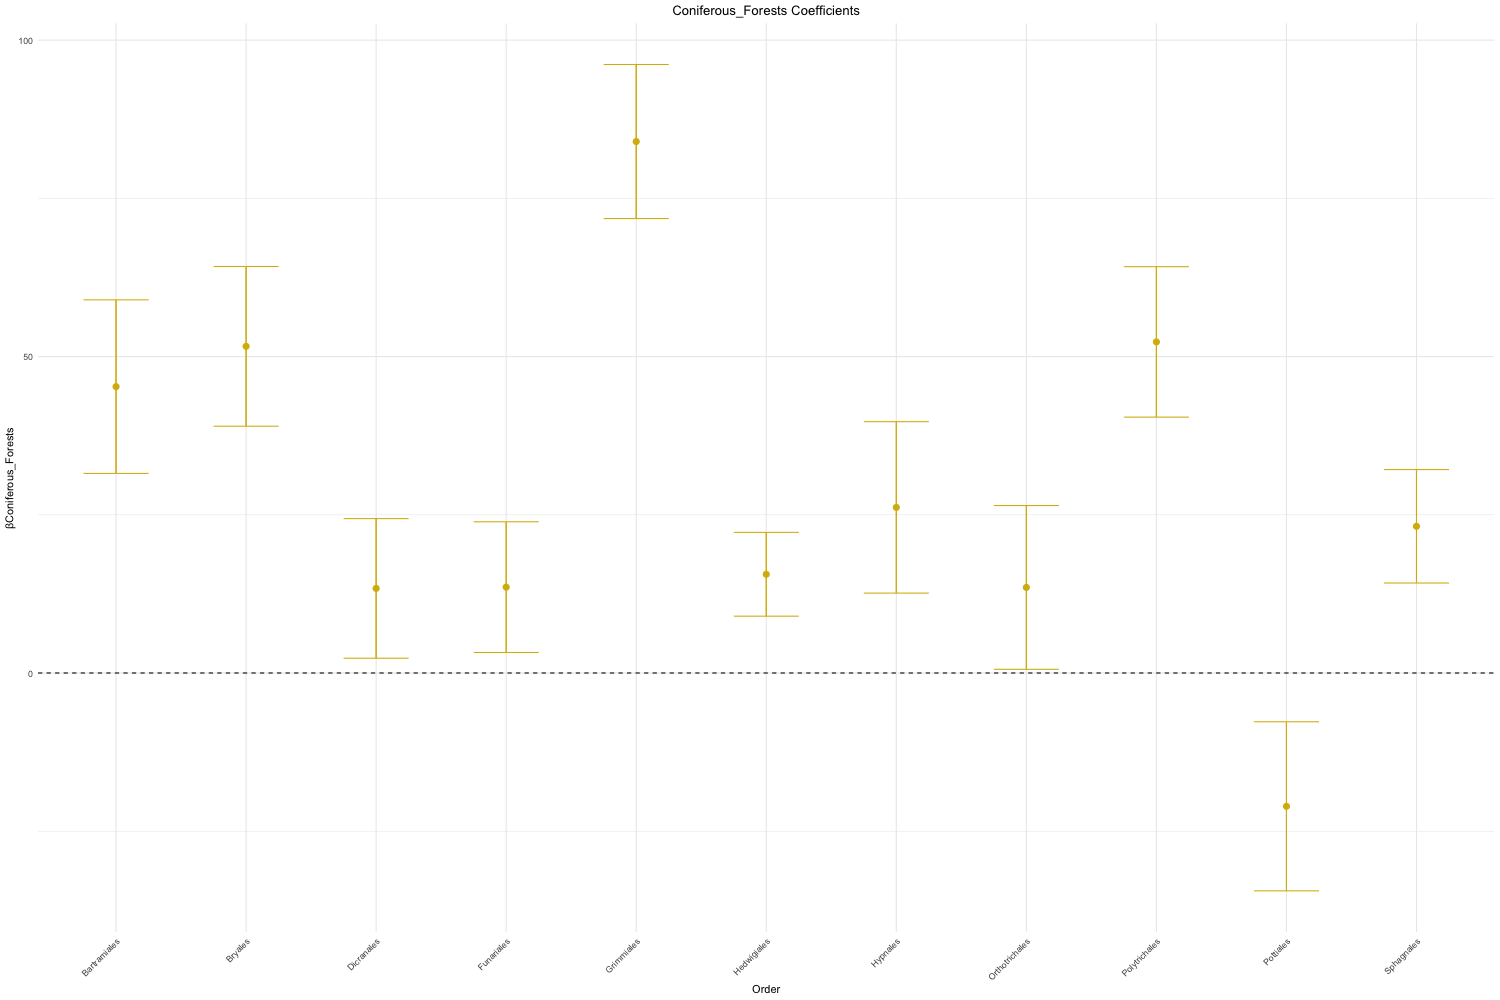 Coniferous_Forests Coefficients
100
50
0
βConiferous_Forests
Bartramiales
Bryales
Dicranales
Funariales
Grimmiales
Hedwigiales
Hypnales
Orthotrichales
Polytrichales
Pottiales
Sphagnales
Order